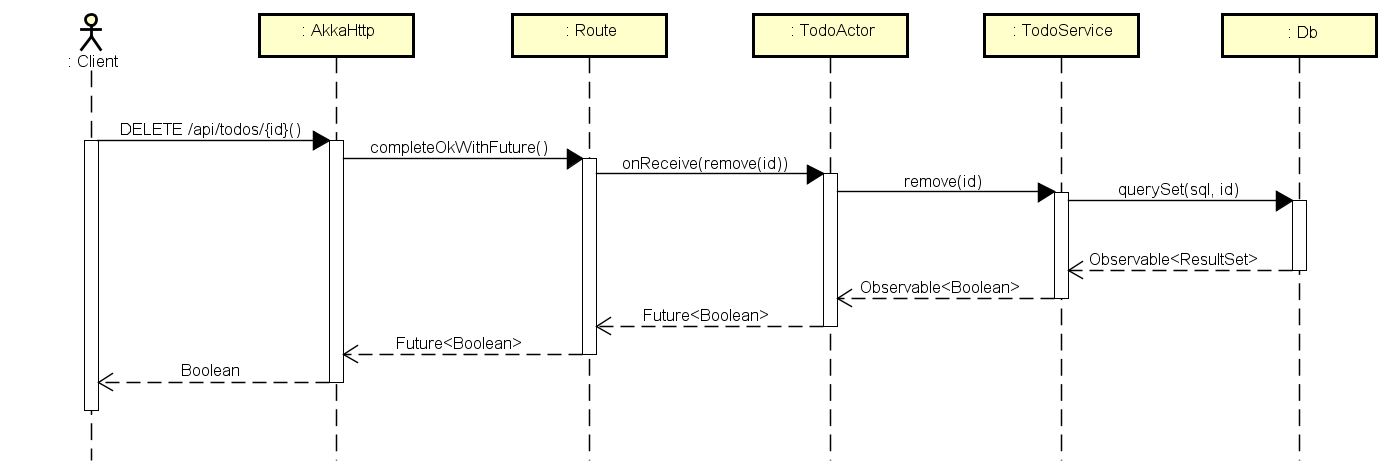 : Client
: AkkaHttp
: Route
: TodoActor
: TodoService
: Db
DELETE /api/todos/{id}()
completeOkWithFuture()
onReceive(remove(id))
remove(id)
querySet(sql, id)
Observable<ResultSet>
Observable<Boolean>
Future<Boolean>
Future<Boolean>
Boolean